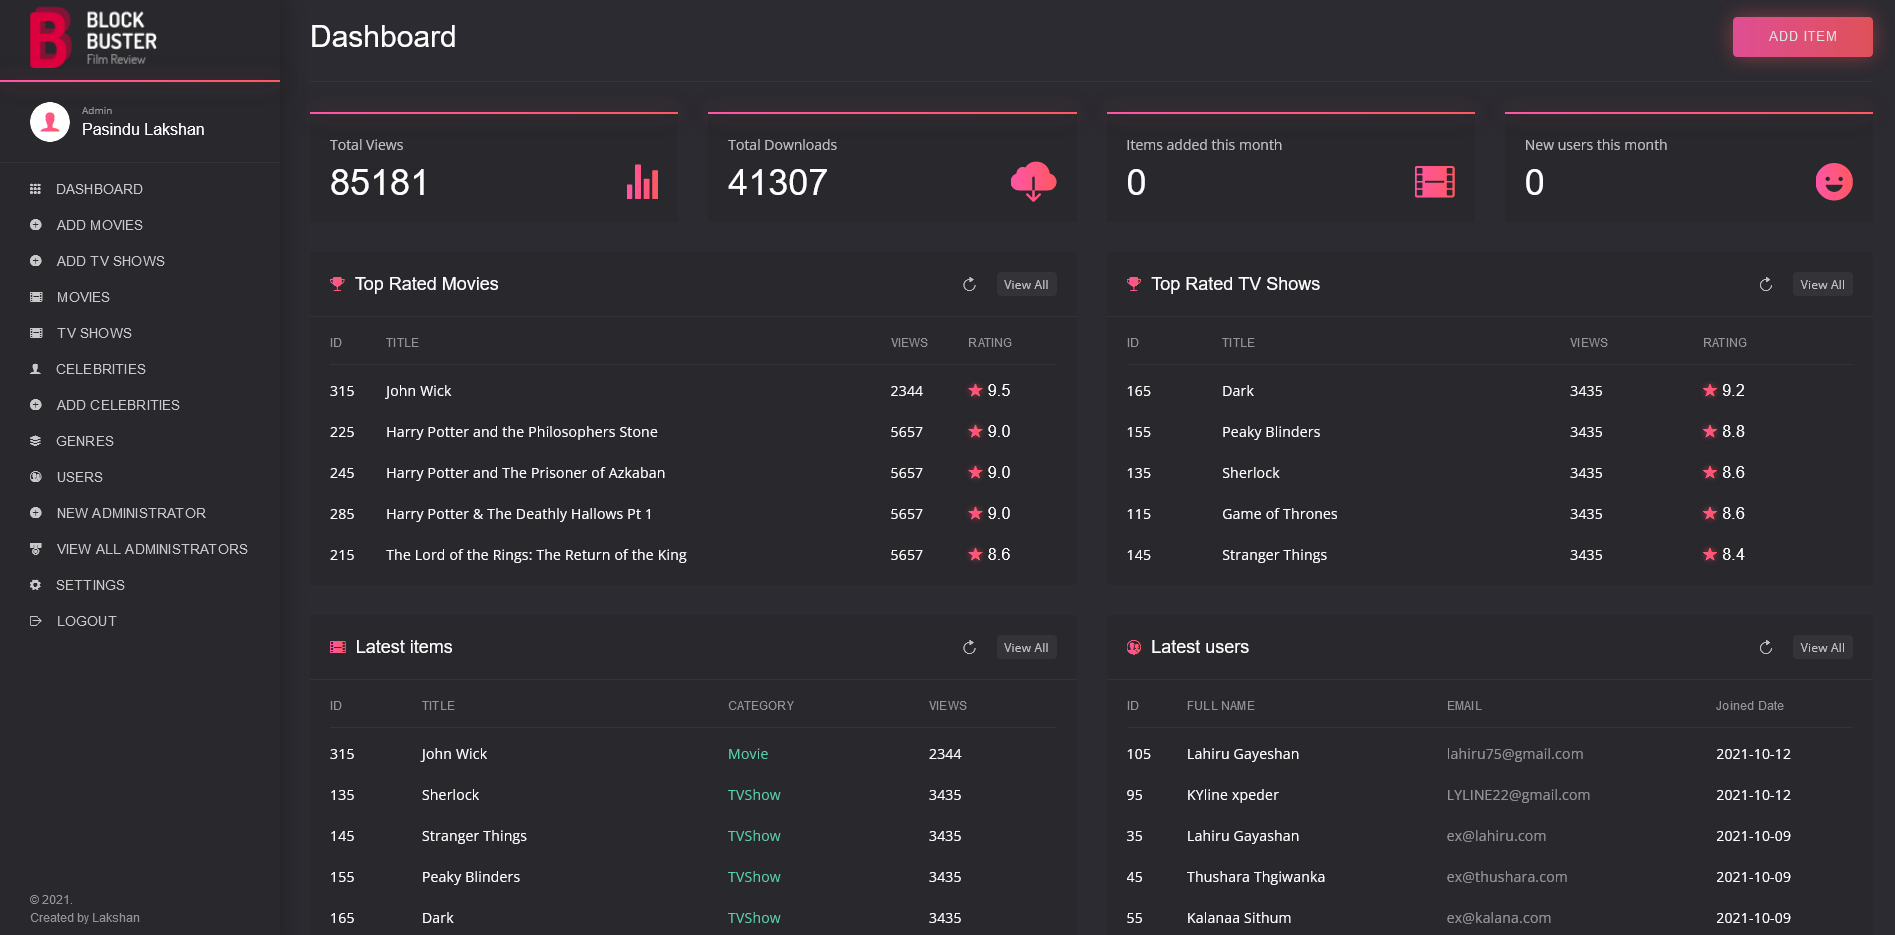 BLOCK
BUSTER
Film Review
Admin
Pasindu Lakshan
DASHBOARD
ADD MOVIES
ADD TV SHOWS
MOVIES
TV SHOWS
CELEBRITIES
ADD CELEBRITIES
GENRES
USERS
NEW ADMINISTRATOR
VIEW ALL ADMINISTRATORS
SETTINGS
LOGOUT
© 2021.
Created by Lakshan
Dashboard
ADD ITEM
Total Views
85181
Total Downloads
41307
Items added this month
0
New users this month
0
Top Rated Movies
View All
ID TITLE VIEWS RATING
315 John Wick 2344 9.5
225 Harry Potter and the Philosophers Stone 5657 9.0
245 Harry Potter and The Prisoner of Azkaban 5657 9.0
285 Harry Potter & The Deathly Hallows Pt 1 5657 9.0
215 The Lord of the Rings: The Return of the King 5657 8.6
Top Rated TV Shows
View All
ID TITLE VIEWS RATING
165 Dark 3435 9.2
155 Peaky Blinders 3435 8.8
135 Sherlock 3435 8.6
115 Game of Thrones 3435 8.6
145 Stranger Things 3435 8.4
Latest items
View All
ID TITLE CATEGORY VIEWS
315 John Wick Movie 2344
135 Sherlock TVShow 3435
145 Stranger Things TVShow 3435
155 Peaky Blinders TVShow 3435
165 Dark TVShow 3435
Latest users
View All
ID FULL NAME EMAIL Joined Date
105 Lahiru Gayeshan lahiru75@gmail.com 2021-10-12
95 KYline xpeder LYLINE22@gmail.com 2021-10-12
35 Lahiru Gayashan ex@lahiru.com 2021-10-09
45 Thushara Thgiwanka ex@thushara.com 2021-10-09
55 Kalanaa Sithum ex@kalana.com 2021-10-09